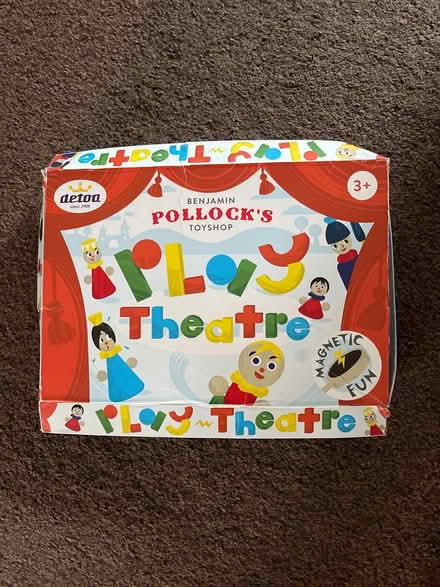 Play Theatre
detoa
since 1908
3+
BENJAMIN
POLLOCK'S
TOYSHOP
PLay
Theatre
MAGNETIC
FUN
PLay Theatre